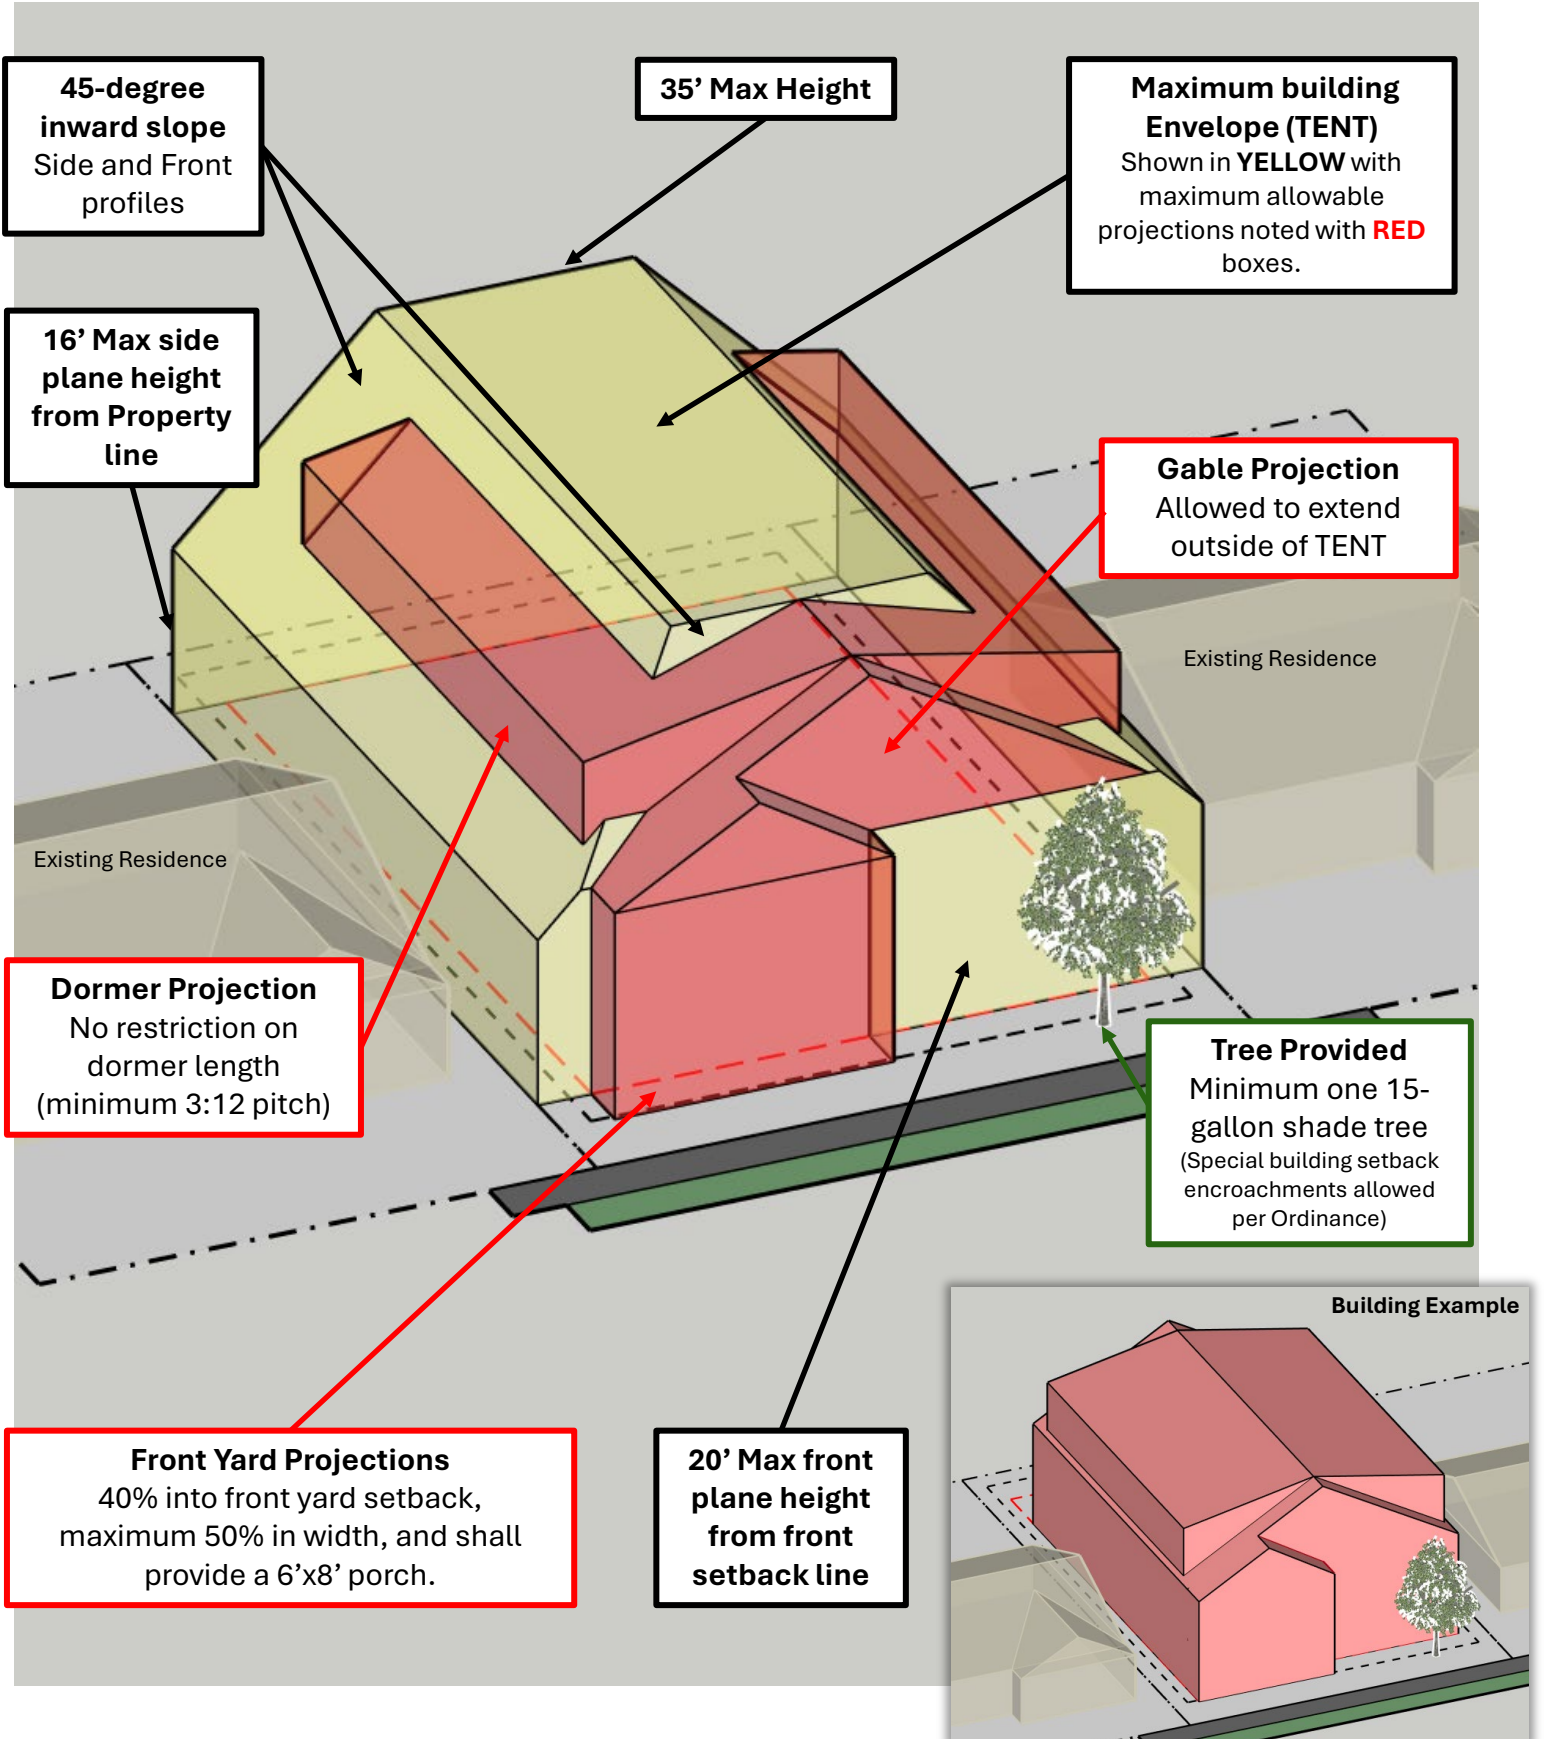 45-degree
inward slope
Side and Front
profiles
35’ Max Height
Maximum building
Envelope (TENT)
Shown in YELLOW with
maximum allowable
projections noted with RED
boxes.
16’ Max side
plane height
from Property
line
Gable Projection
Allowed to extend
outside of TENT
Existing Residence
Existing Residence
Dormer Projection
No restriction on
dormer length
(minimum 3:12 pitch)
Tree Provided
Minimum one 15-
gallon shade tree
(Special building setback
encroachments allowed
per Ordinance)
Building Example
Front Yard Projections
40% into front yard setback,
maximum 50% in width, and shall
provide a 6’x8’ porch.
20’ Max front
plane height
from front
setback line